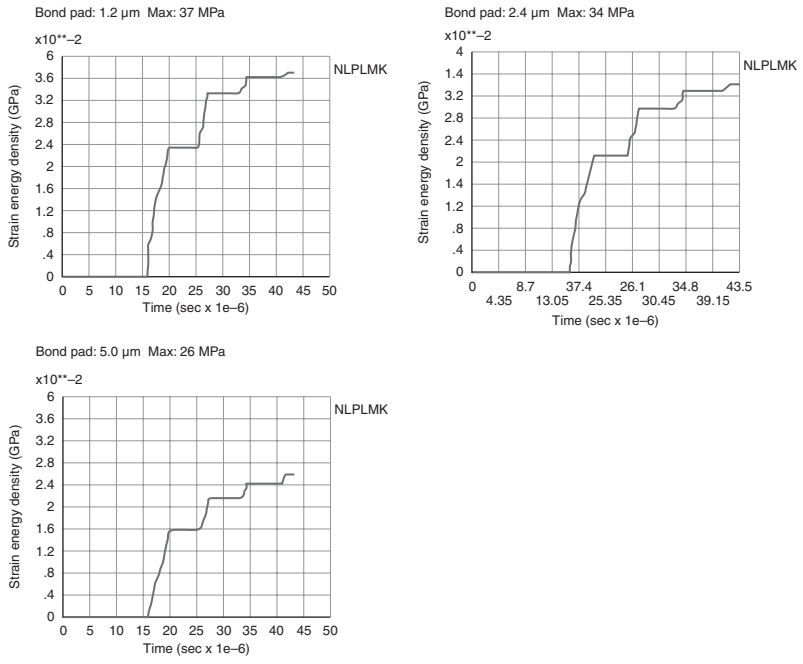 Bond pad: 1.2 µm Max: 37 MPa
x10**–2
6
3.6
3.2
2.8
2.4
2
1.6
1.2
.8
.4
0
Strain energy density (GPa)
NLPLMK
0 5 10 15 20 25 30 35 40 45 50
Time (sec x 1e–6)
Bond pad: 2.4 µm Max: 34 MPa
x10**–2
4
1.4
3.2
2.8
2.4
2
1.4
1.2
.8
.4
0
Strain energy density (GPa)
NLPLMK
0 8.7 37.4 26.1 34.8 43.5
4.35 13.05 25.35 30.45 39.15
Time (sec x 1e–6)
Bond pad: 5.0 µm Max: 26 MPa
x10**–2
6
3.6
3.2
2.8
2.4
2
1.6
1.2
.8
.4
0
Strain energy density (GPa)
NLPLMK
0 5 10 15 20 25 30 35 40 45 50
Time (sec x 1e–6)